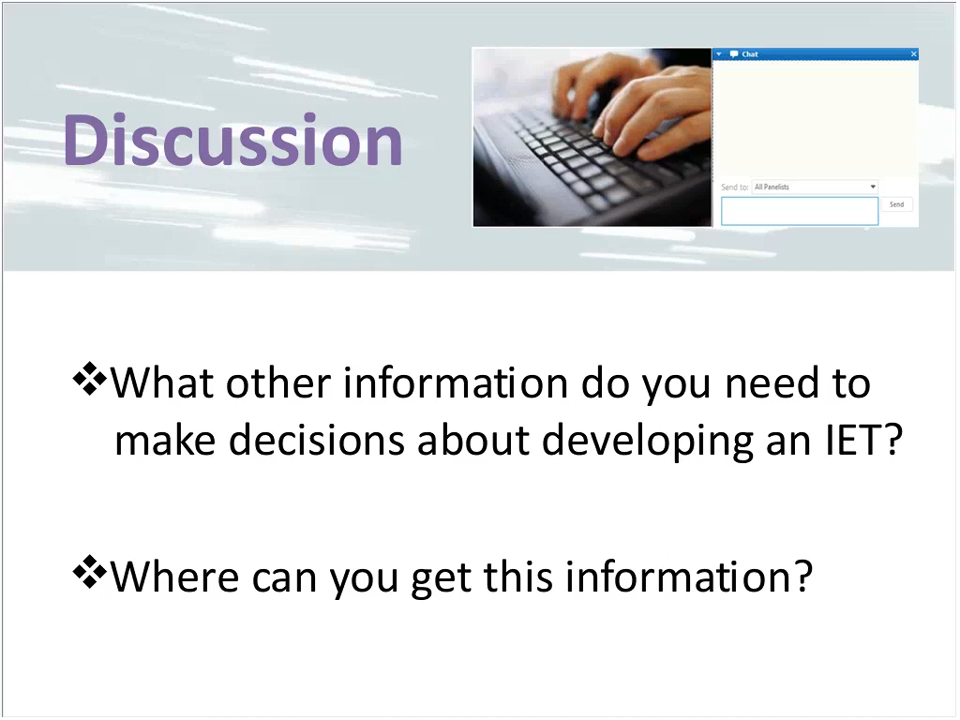 Discussion
Chat
Send to: All Panelists
Send
❖What other information do you need to
make decisions about developing an IET?
❖Where can you get this information?